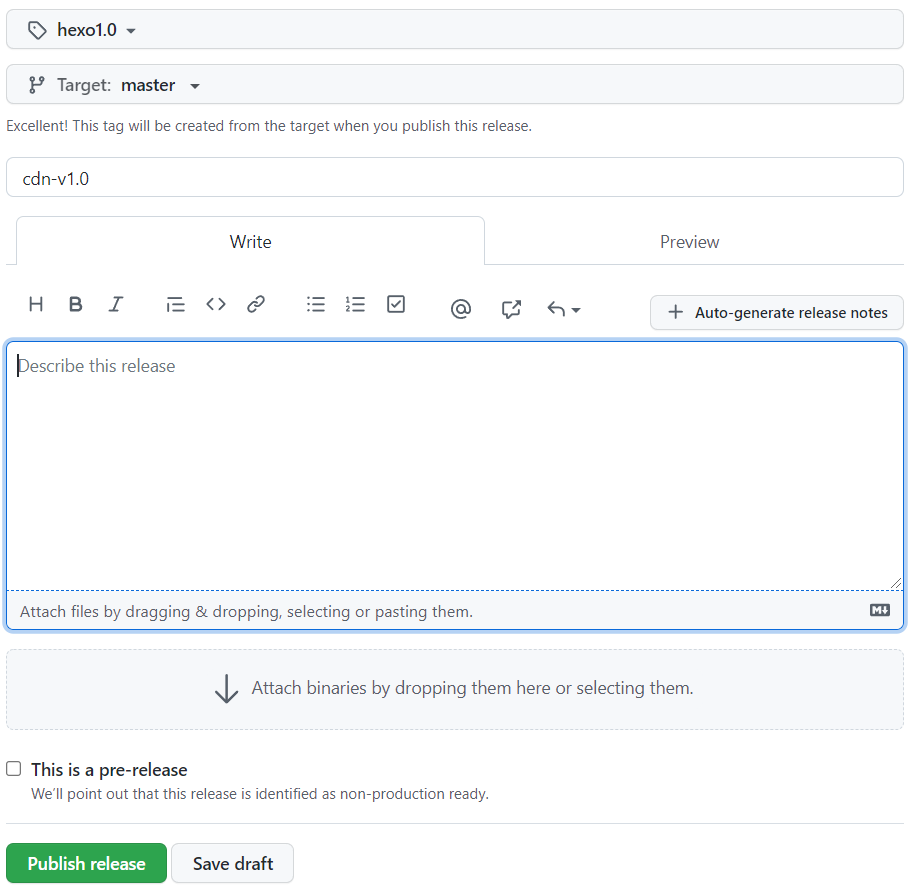 hexo1.0
Target: master
Excellent! This tag will be created from the target when you publish this release.
cdn-v1.0
Write Preview
H B I <> @ Auto-generate release notes
Describe this release
Attach files by dragging & dropping, selecting or pasting them.
Attach binaries by dropping them here or selecting them.
This is a pre-release
We'll point out that this release is identified as non-production ready.
Publish release Save draft